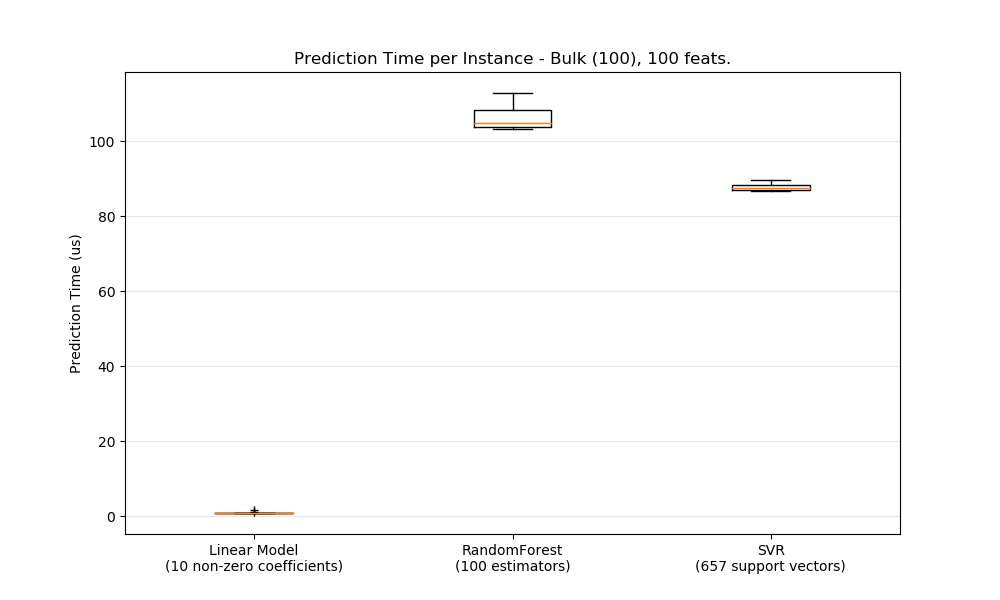 Prediction Time per Instance - Bulk (100), 100 feats.
Prediction Time (us)
100
80
60
40
20
0
Linear Model
(10 non-zero coefficients)
RandomForest
(100 estimators)
SVR
(657 support vectors)